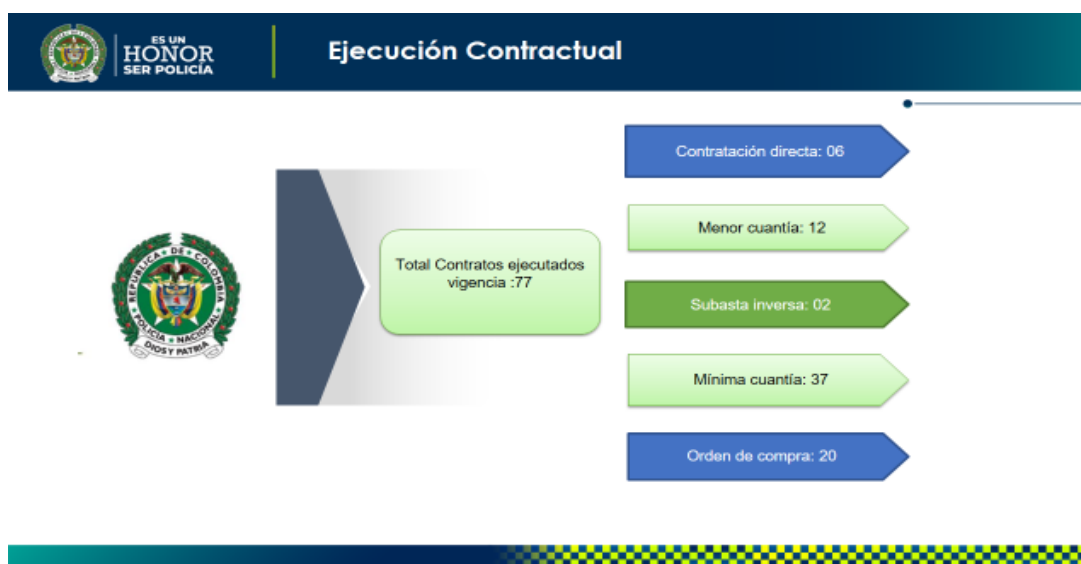 ES UN
HONOR
SER POLICÍA
Ejecución Contractual
REPUBLICA DE COLOMBIA
POLICIA NACIONAL
DIOS Y PATRIA
Total Contratos ejecutados
vigencia :77
Contratación directa: 06
Menor cuantía: 12
Subasta inversa: 02
Mínima cuantía: 37
Orden de compra: 20